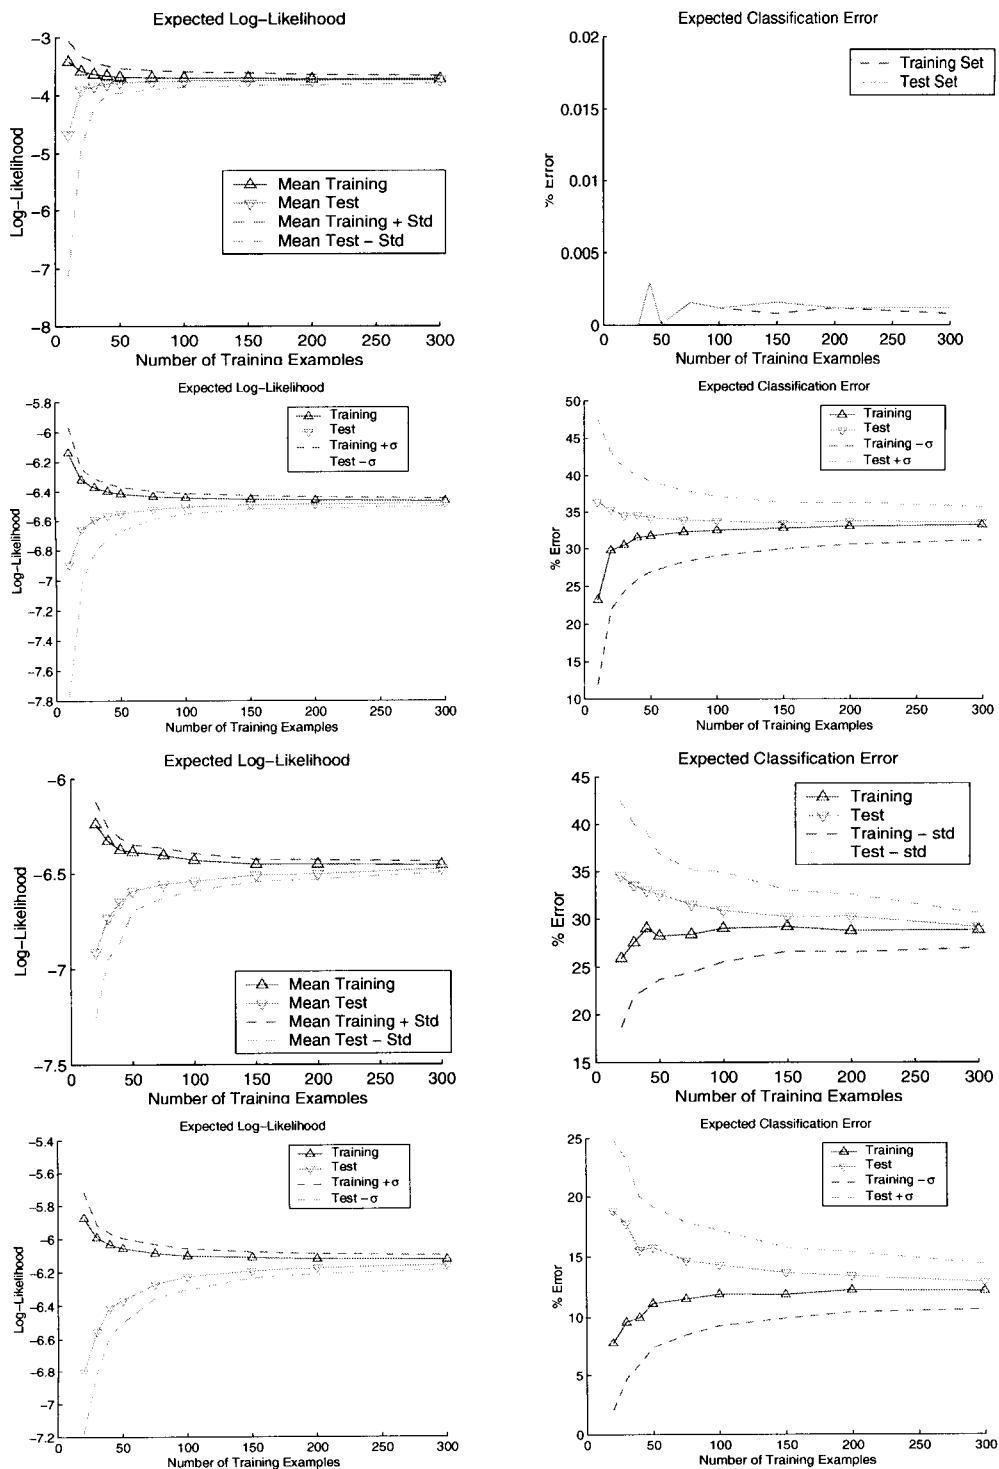 Expected Log-Likelihood
-3
-4
-5
-6
-7
-8
Log-Likelihood
Mean Training
Mean Test
Mean Training + Std
Mean Test - Std
0 50 100 150 200 250 300
Number of Training Examples
Expected Classification Error
0.02
0.015
0.01
0.005
0
% Error
Training Set
Test Set
0 50 100 150 200 250 300
Number of Training Examples
Expected Log-Likelihood
-5.8
-6
-6.2
-6.4
-6.6
-6.8
-7
-7.2
-7.4
-7.6
-7.8
Log-Likelihood
Training
Test
Training +σ
Test -σ
0 50 100 150 200 250 300
Number of Training Examples
Expected Classification Error
50
45
40
35
30
25
20
15
10
% Error
Training
Test
Training -σ
Test +σ
0 50 100 150 200 250 300
Number of Training Examples
Expected Log-Likelihood
-6
-6.5
-7
-7.5
Log-Likelihood
Mean Training
Mean Test
Mean Training + Std
Mean Test - Std
0 50 100 150 200 250 300
Number of Training Examples
Expected Classification Error
45
40
35
30
25
20
15
% Error
Training
Test
Training - std
Test - std
0 50 100 150 200 250 300
Number of Training Examples
Expected Log-Likelihood
-5.4
-5.6
-5.8
-6
-6.2
-6.4
-6.6
-6.8
-7
-7.2
Log-Likelihood
Training
Test
Training +σ
Test -σ
0 50 100 150 200 250 300
Number of Training Examples
Expected Classification Error
25
20
15
10
5
0
% Error
Training
Test
Training -σ
Test +σ
0 50 100 150 200 250 300
Number of Training Examples